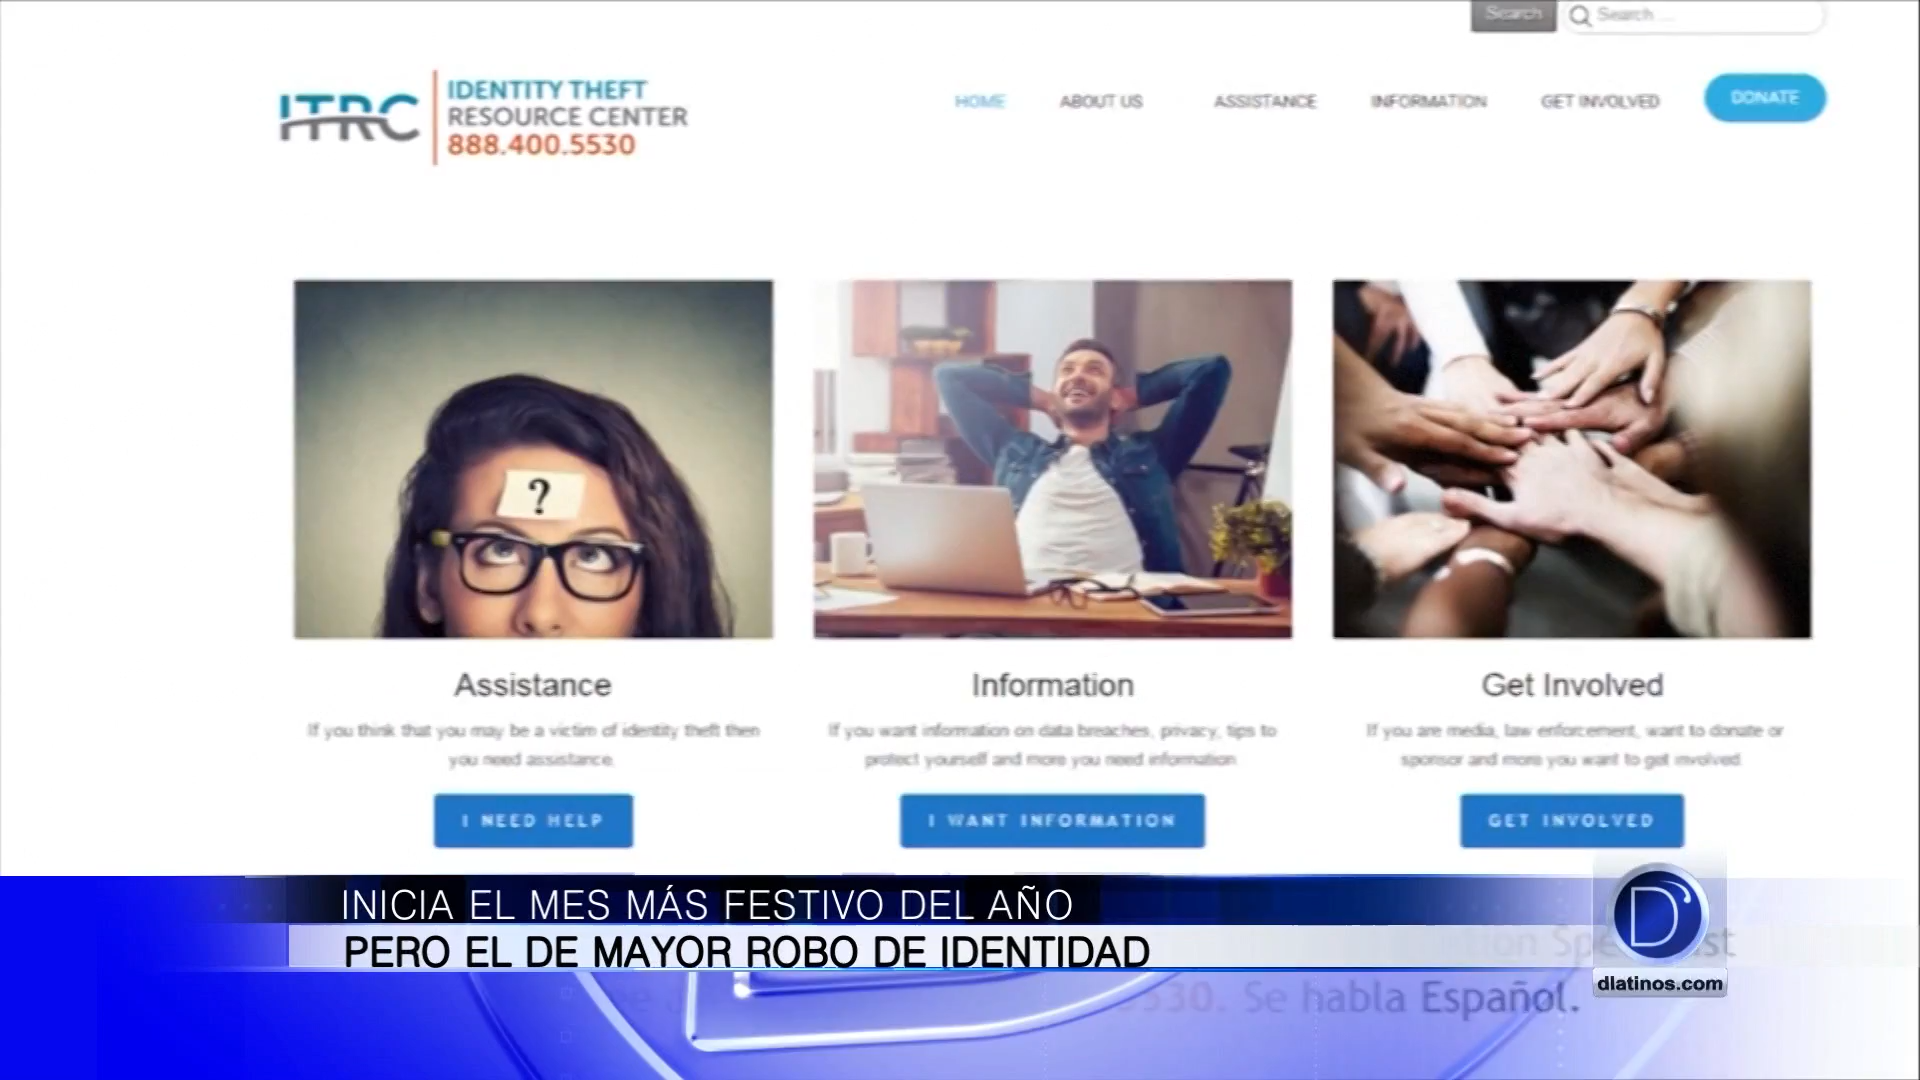 Search
Search ...
ITRC
IDENTITY THEFT
RESOURCE CENTER
888.400.5530
HOME
ABOUT US
ASSISTANCE
INFORMATION
GET INVOLVED
DONATE
?
Assistance
If you think that you may be a victim of identity theft then
you need assistance.
I NEED HELP
Information
If you want information on data breaches, privacy, tips to
protect yourself and more you need information
I WANT INFORMATION
Get Involved
If you are media, law enforcement, want to donate or
sponsor and more you want to get involved.
GET INVOLVED
INICIA EL MES MÁS FESTIVO DEL AÑO
PERO EL DE MAYOR ROBO DE IDENTIDAD
5530. Se habla Español.
D
dlatinos.com